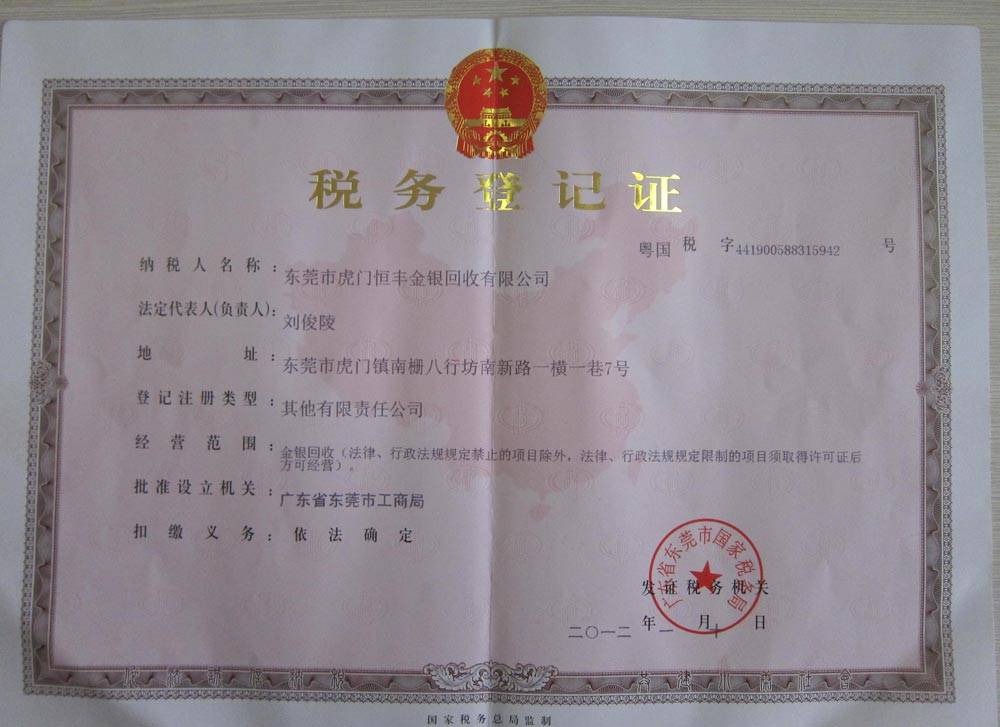 税务登记证
粤国税字441900588315942号
纳税人名称：东莞市虎门恒丰金银回收有限公司
法定代表人(负责人)：刘俊陵
地址：东莞市虎门镇南栅八行坊南新路一横一巷7号
登记注册类型：其他有限责任公司
经营范围：金银回收（法律、行政法规规定禁止的项目除外，法律、行政法规规定限制的项目须取得许可证后
方可经营）。
批准设立机关：广东省东莞市工商局
扣缴义务：依法确定
广东省东莞市国家税务局
发证税务机关
二〇一二年一月十日
国家税务总局监制